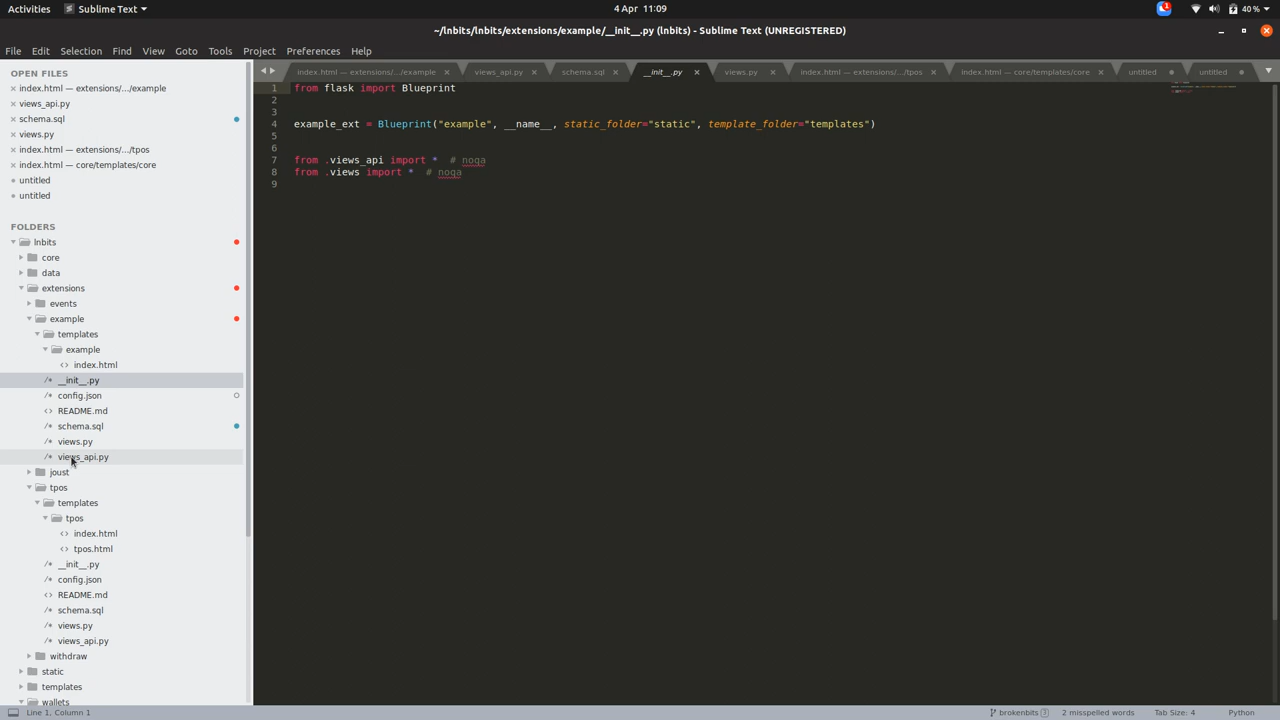 Activities Sublime Text 4 Apr 11:09 1 40 %
~/lnbits/lnbits/extensions/example/__init__.py (lnbits) - Sublime Text (UNREGISTERED)
File Edit Selection Find View Goto Tools Project Preferences Help
OPEN FILES
index.html — extensions/.../example
views_api.py
schema.sql
views.py
index.html — extensions/.../tpos
index.html — core/templates/core
untitled
untitled
FOLDERS
lnbits
core
data
extensions
events
example
templates
example
<> index.html
/* __init__.py
/* config.json
<> README.md
/* schema.sql
/* views.py
/* views_api.py
joust
tpos
templates
tpos
<> index.html
<> tpos.html
/* __init__.py
/* config.json
<> README.md
/* schema.sql
/* views.py
/* views_api.py
withdraw
static
templates
wallets
index.html — extensions/.../example views_api.py schema.sql __init__.py views.py index.html — extensions/.../tpos index.html — core/templates/core untitled untitled
1 from flask import Blueprint
2
3
4 example_ext = Blueprint("example", __name__, static_folder="static", template_folder="templates")
5
6
7 from .views_api import * # noqa
8 from .views import * # noqa
9
Line 1, Column 1 brokenbits 3 2 misspelled words Tab Size: 4 Python